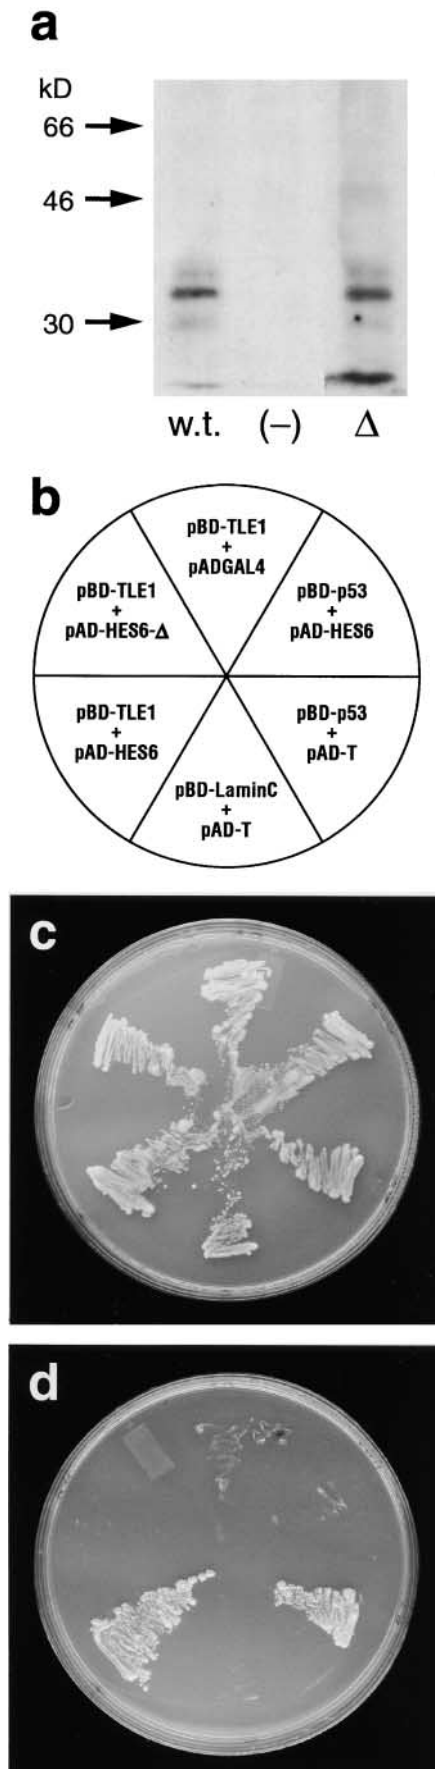 a
kD
66
46
30
w.t. (–) Δ
b
pBD-TLE1
+
pADGAL4
pBD-TLE1
+
pAD-HES6-Δ
pBD-p53
+
pAD-HES6
pBD-TLE1
+
pAD-HES6
pBD-p53
+
pAD-T
pBD-LaminC
+
pAD-T
c
d